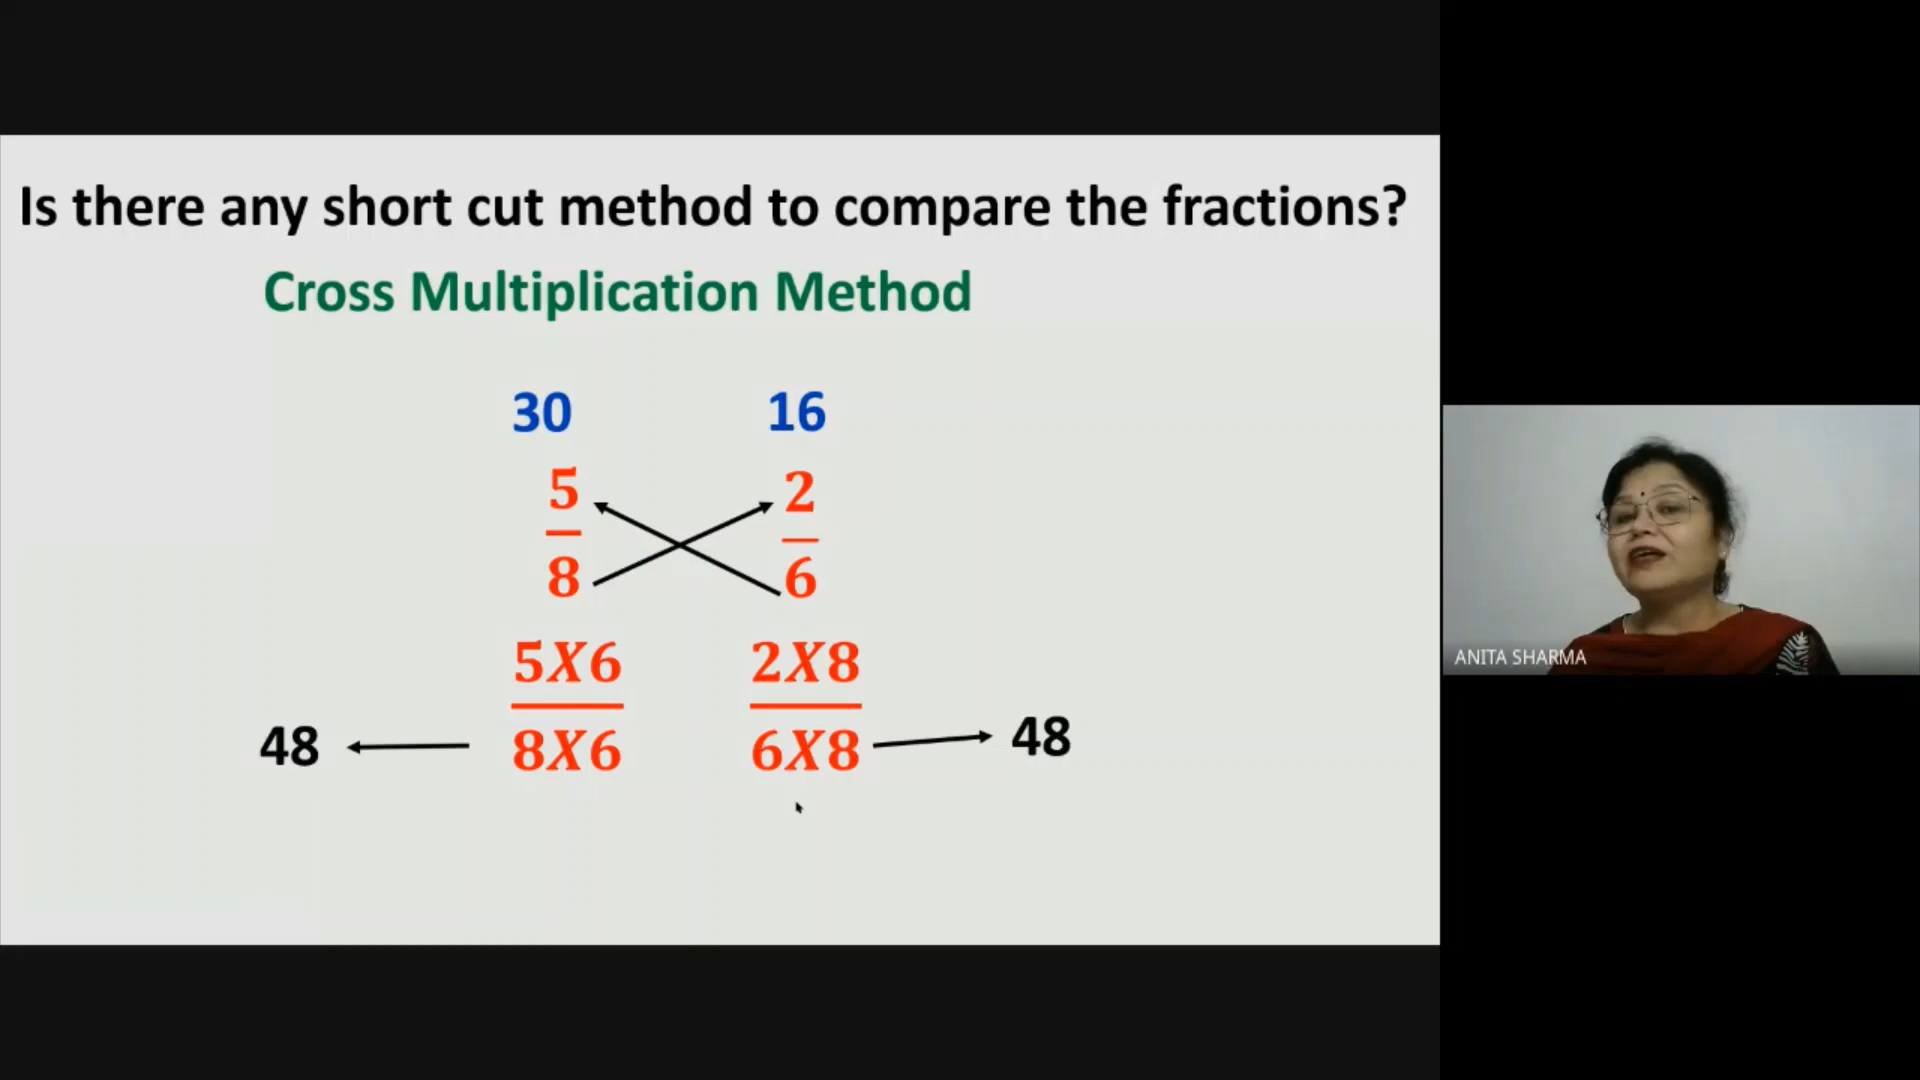 Is there any short cut method to compare the fractions?
Cross Multiplication Method
30 16
5 2
8 6
5X6 2X8
48 8X6 6X8 48
ANITA SHARMA